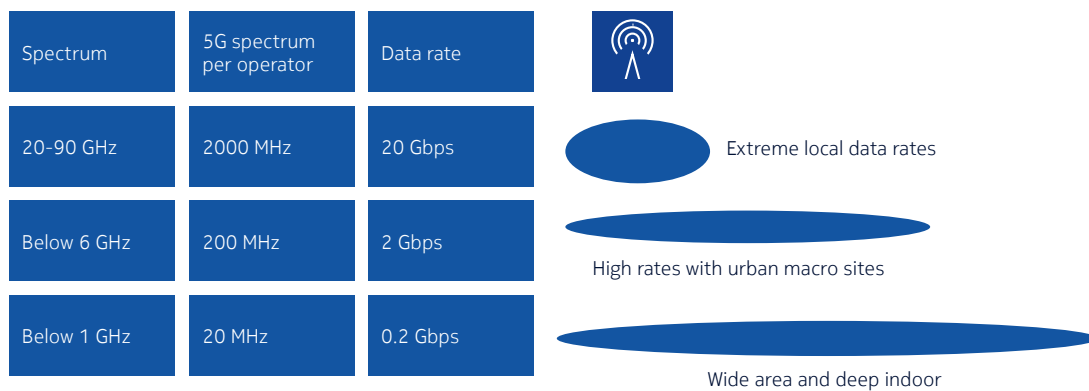 Spectrum
5G spectrum
per operator
Data rate
20-90 GHz
2000 MHz
20 Gbps
Extreme local data rates
Below 6 GHz
200 MHz
2 Gbps
High rates with urban macro sites
Below 1 GHz
20 MHz
0.2 Gbps
Wide area and deep indoor